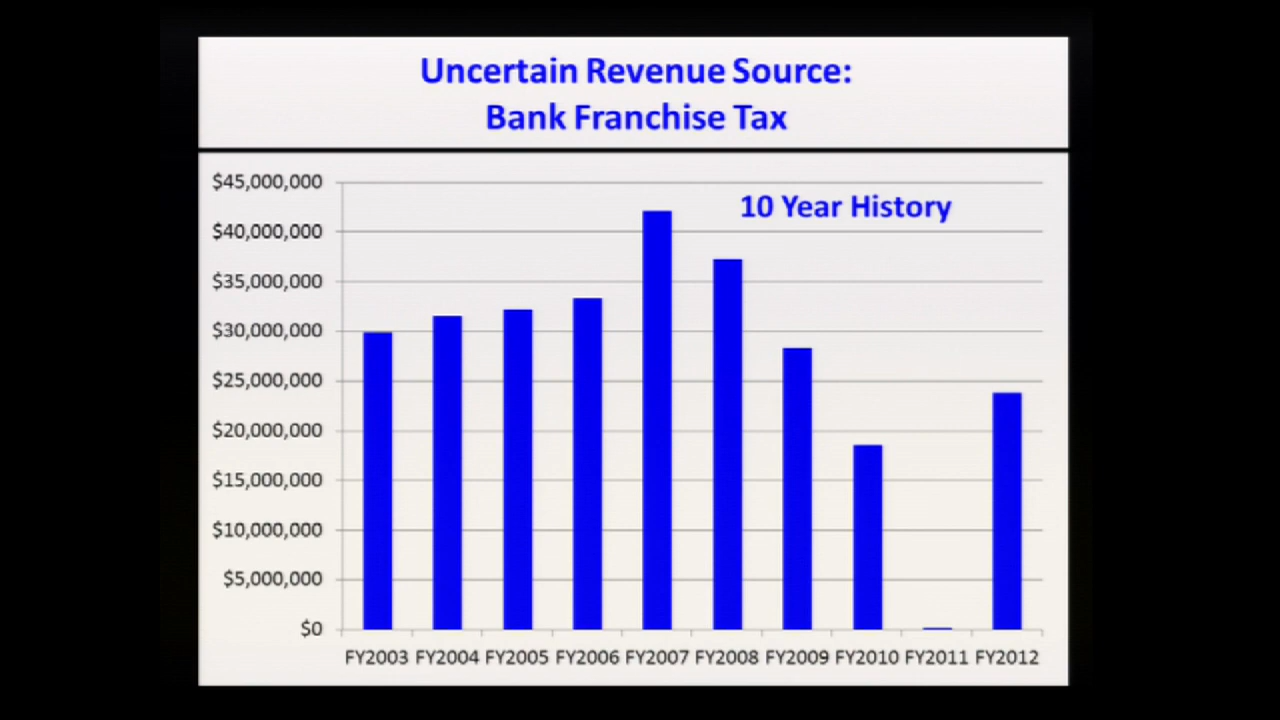 Uncertain Revenue Source:
Bank Franchise Tax
10 Year History
$45,000,000
$40,000,000
$35,000,000
$30,000,000
$25,000,000
$20,000,000
$15,000,000
$10,000,000
$5,000,000
$0
FY2003 FY2004 FY2005 FY2006 FY2007 FY2008 FY2009 FY2010 FY2011 FY2012